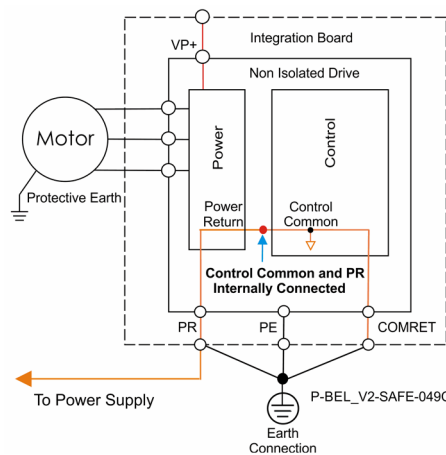 Integration Board
VP+
Non Isolated Drive
Motor
Power
Control
Protective Earth
Power
Return
Control
Common
Control Common and PR
Internally Connected
PR
PE
COMRET
To Power Supply
P-BEL_V2-SAFE-049
Earth
Connection